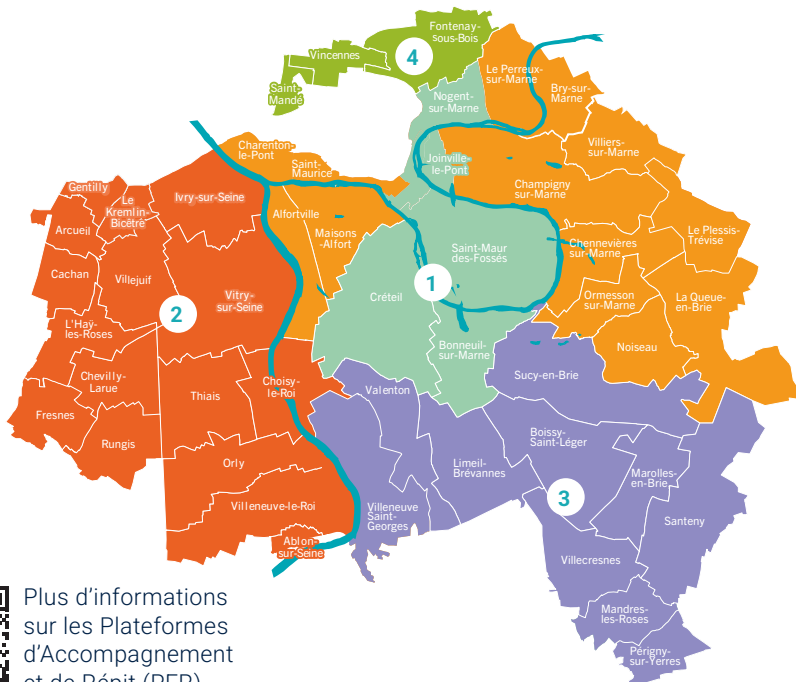 Fontenay-
sous-Bois
Vincennes
4
Saint-
Mandé
Le Perreux-
sur-Marne
Bry-sur-
Marne
Nogent-
sur-Marne
Charenton-
le-Pont
Saint-
Maurice
Joinville-
le-Pont
Villiers-
sur-Marne
Champigny
sur-Marne
Gentilly
Le
Kremlin-
Bicêtre
Ivry-sur-Seine
Alfortville
Maisons
-Alfort
Arcueil
Cachan
Villejuif
Vitry-
sur-Seine
Saint-Maur
des-Fossés
Chennevières
sur-Marne
Le Plessis-
Trévise
1
Créteil
2
Ormesson
sur-Marne
La Queue-
en-Brie
L'Haÿ-
les-Roses
Bonneuil-
sur-Marne
Noiseau
Chevilly-
Larue
Thiais
Choisy-
le-Roi
Valenton
Sucy-en-Brie
Fresnes
Rungis
Boissy-
Saint-Léger
Orly
Limeil-
Brévannes
Marolles-
en-Brie
3
Villeneuve-le-Roi
Villeneuve
Saint-
Georges
Santeny
Ablon-
sur-Seine
Villecresnes
Mandres-
les-Roses
Périgny-
sur-Yerres
Plus d'informations
sur les Plateformes
d'Accompagnement
et de Répit (PFR)